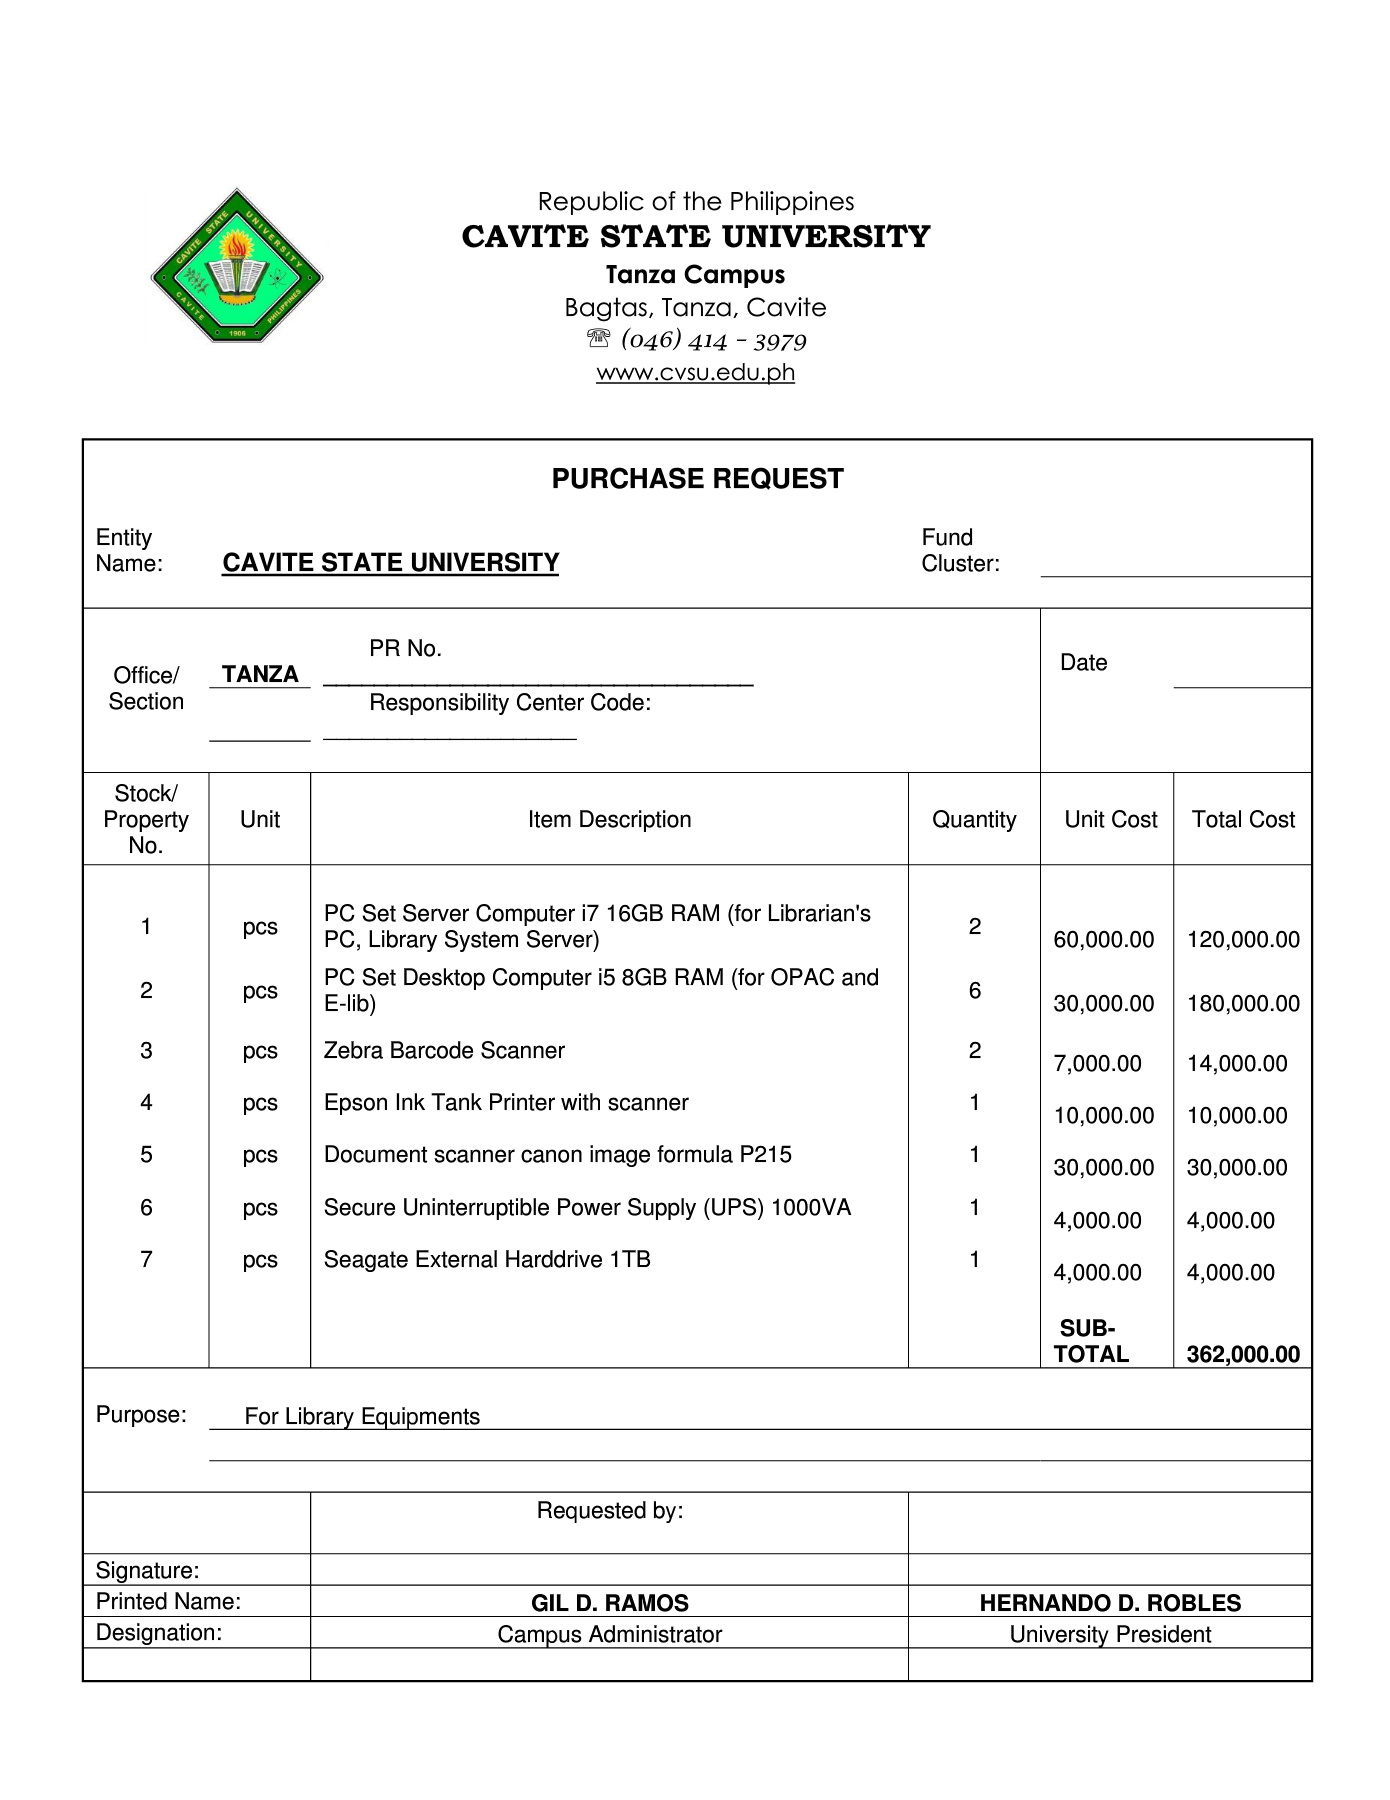 CAVITE STATE UNIVERSITY
CAVITE PHILIPPINES
1906
Republic of the Philippines
CAVITE STATE UNIVERSITY
Tanza Campus
Bagtas, Tanza, Cavite
☏ (046) 414 – 3979
www.cvsu.edu.ph
PURCHASE REQUEST
Entity Name: CAVITE STATE UNIVERSITY Fund Cluster:
Office/ Section TANZA PR No. Date
Responsibility Center Code:
Stock/ Property No. Unit Item Description Quantity Unit Cost Total Cost
1 pcs PC Set Server Computer i7 16GB RAM (for Librarian's
PC, Library System Server) 2 60,000.00 120,000.00
2 pcs PC Set Desktop Computer i5 8GB RAM (for OPAC and
E-lib) 6 30,000.00 180,000.00
3 pcs Zebra Barcode Scanner 2 7,000.00 14,000.00
4 pcs Epson Ink Tank Printer with scanner 1 10,000.00 10,000.00
5 pcs Document scanner canon image formula P215 1 30,000.00 30,000.00
6 pcs Secure Uninterruptible Power Supply (UPS) 1000VA 1 4,000.00 4,000.00
7 pcs Seagate External Harddrive 1TB 1 4,000.00 4,000.00
SUB-
TOTAL 362,000.00
Purpose: For Library Equipments
Requested by:
Signature:
Printed Name: GIL D. RAMOS HERNANDO D. ROBLES
Designation: Campus Administrator University President